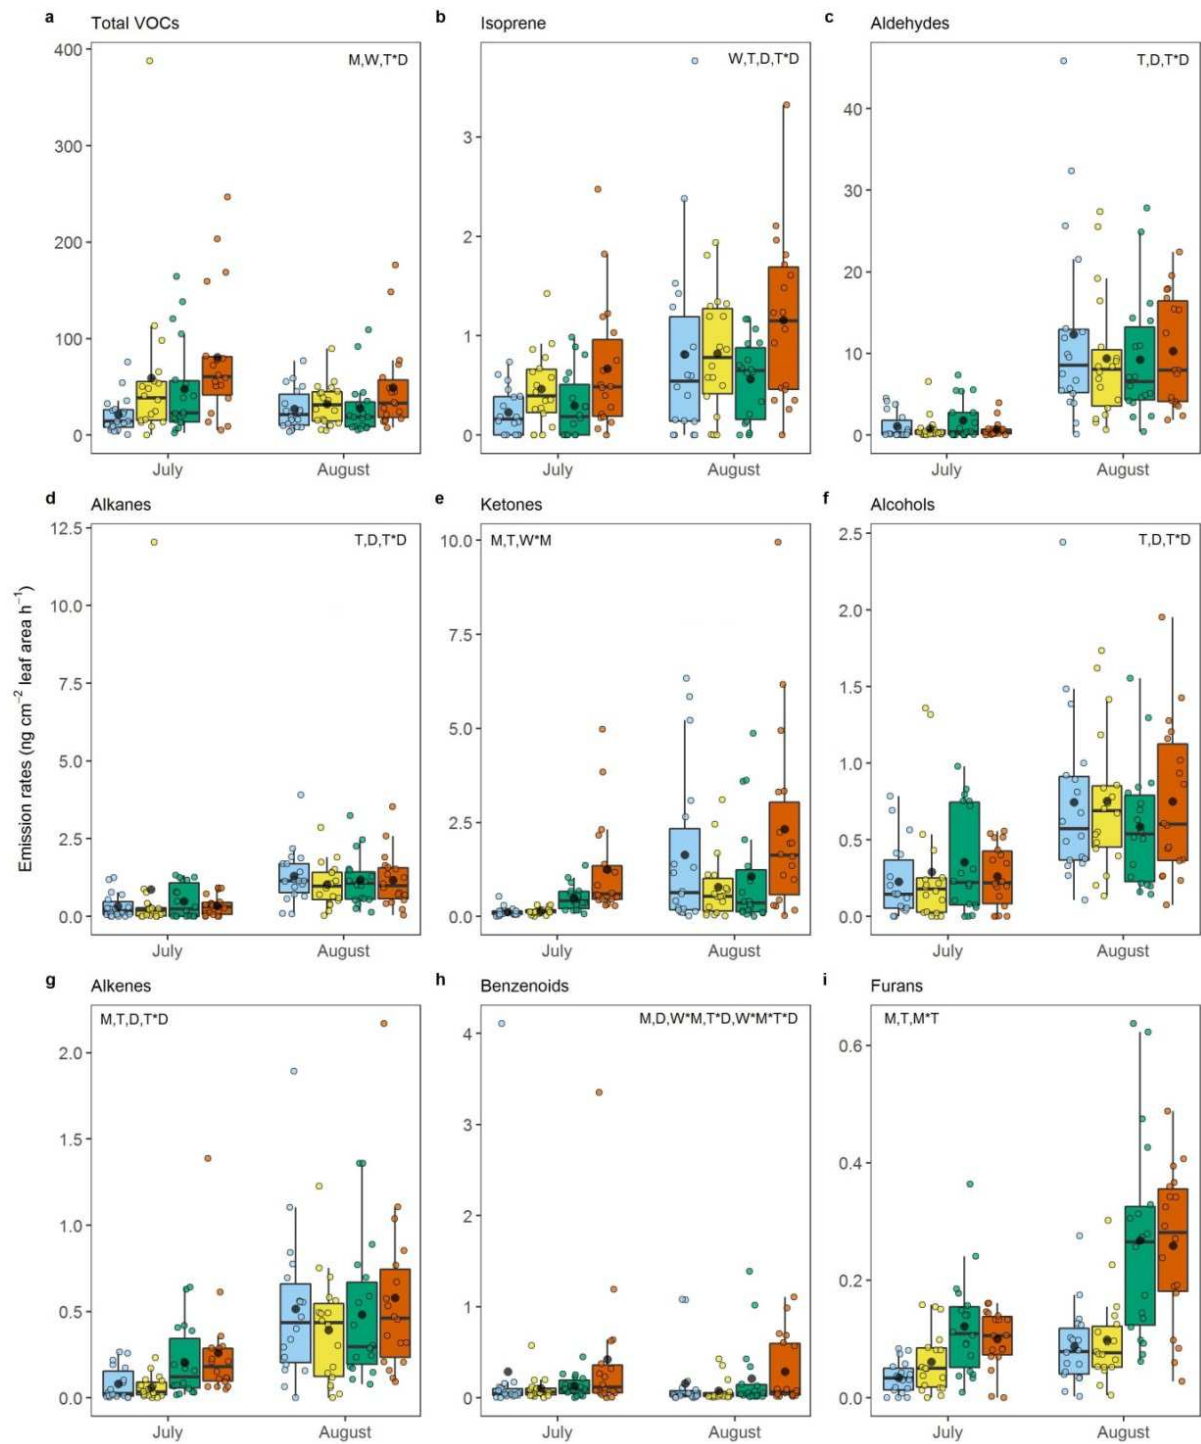 a Total VOCs
M,W,T*D
400
300
200
100
0
July August
b Isoprene
W,T,D,T*D
3
2
1
0
July August
c Aldehydes
T,D,T*D
40
30
20
10
0
July August
Emission rates (ng cm⁻² leaf area h⁻¹)
d Alkanes
T,D,T*D
12.5
10.0
7.5
5.0
2.5
0.0
July August
e Ketones
M,T,W*M
10.0
7.5
5.0
2.5
0.0
July August
f Alcohols
T,D,T*D
2.5
2.0
1.5
1.0
0.5
0.0
July August
g Alkenes
M,T,D,T*D
2.0
1.5
1.0
0.5
0.0
July August
h Benzenoids
M,D,W*M,T*D,W*M*T*D
4
3
2
1
0
July August
i Furans
M,T,M*T
0.6
0.4
0.2
0.0
July August